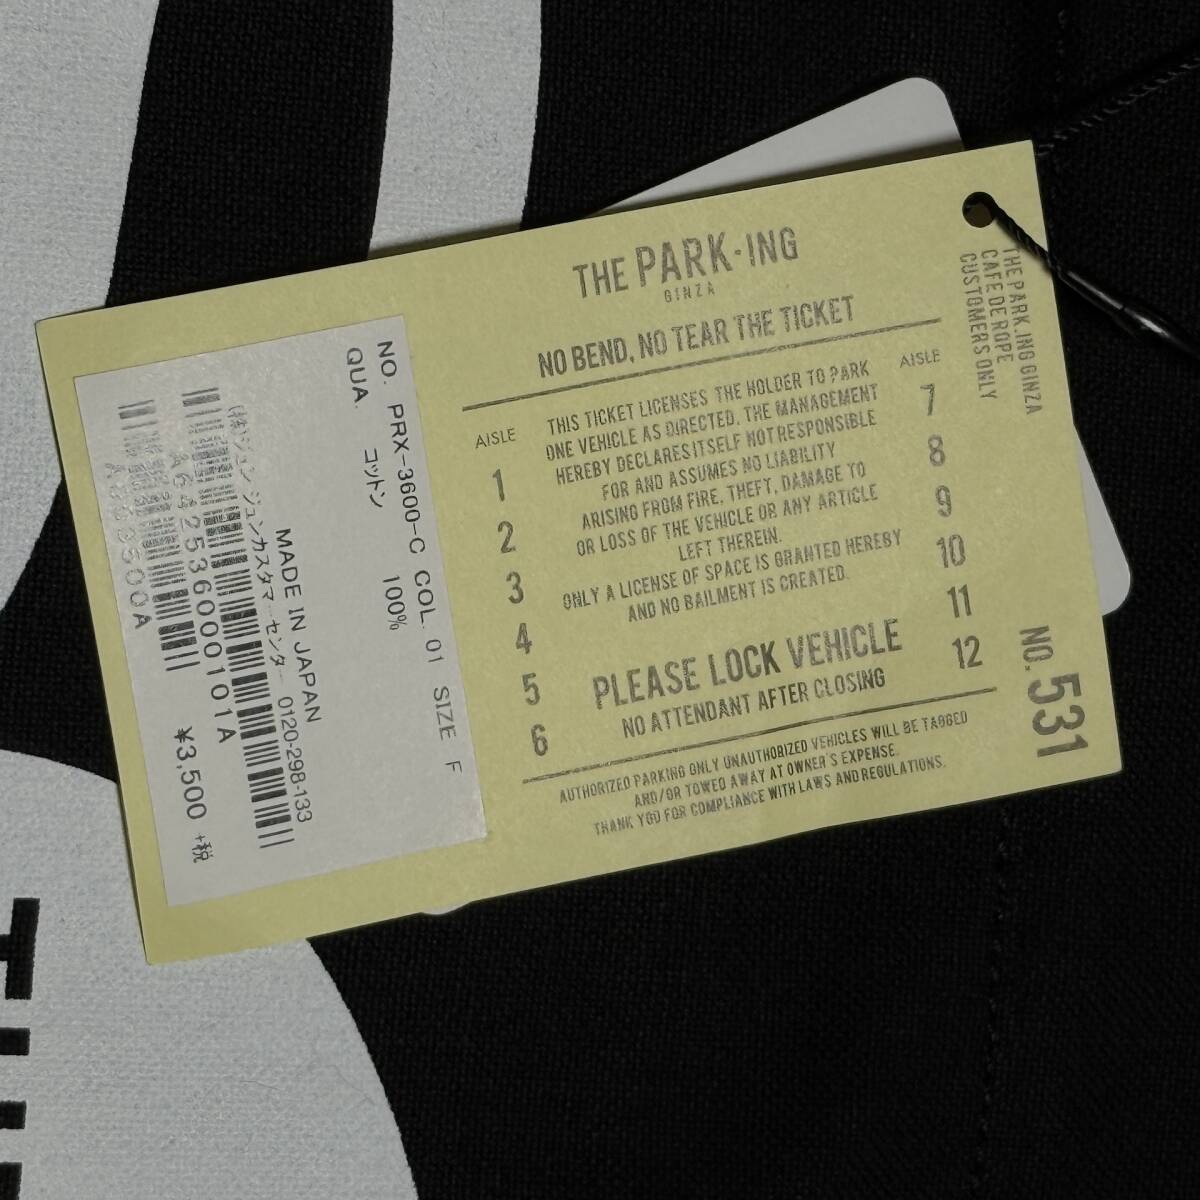 THE PARK·ING
GINZA
NO BEND, NO TEAR THE TICKET
AISLE
1
2
3
4
5
6
THIS TICKET LICENSES THE HOLDER TO PARK
ONE VEHICLE AS DIRECTED. THE MANAGEMENT
HEREBY DECLARES ITSELF NOT RESPONSIBLE
FOR AND ASSUMES NO LIABILITY
ARISING FROM FIRE, THEFT, DAMAGE TO
OR LOSS OF THE VEHICLE OR ANY ARTICLE
LEFT THEREIN.
ONLY A LICENSE OF SPACE IS GRANTED HEREBY
AND NO BAILMENT IS CREATED.
AISLE
7
8
9
10
11
12
PLEASE LOCK VEHICLE
NO ATTENDANT AFTER CLOSING
AUTHORIZED PARKING ONLY UNAUTHORIZED VEHICLES WILL BE TAGGED
AND/OR TOWED AWAY AT OWNER'S EXPENSE.
THANK YOU FOR COMPLIANCE WITH LAWS AND REGULATIONS.
THE PARK.ING GINZA
CAFE DE ROPE
CUSTOMERS ONLY
NO. 531
NO. PRX-3600-C COL. 01 SIZE F
QUA. コットン 100%
MADE IN JAPAN
(株)ジュン ジュンカスタマーセンター 0120-298-133
A642536000101A
¥3,500 +税